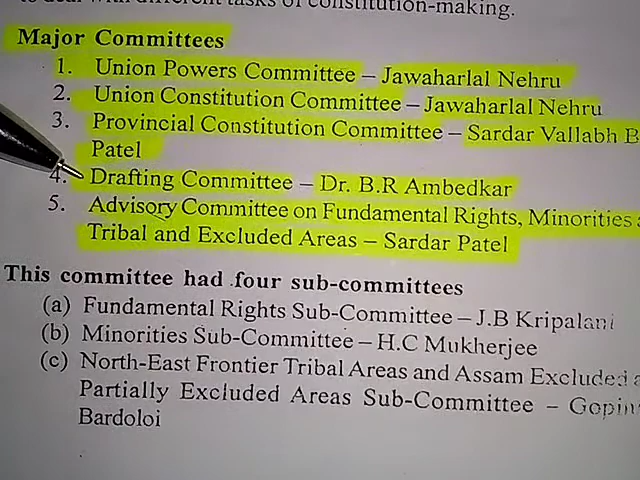 to deal with different tasks of constitution-making.
Major Committees
1. Union Powers Committee – Jawaharlal Nehru
2. Union Constitution Committee – Jawaharlal Nehru
3. Provincial Constitution Committee – Sardar Vallabh B
Patel
4. Drafting Committee – Dr. B.R Ambedkar
5. Advisory Committee on Fundamental Rights, Minorities a
Tribal and Excluded Areas – Sardar Patel
This committee had four sub-committees
(a) Fundamental Rights Sub-Committee – J.B Kripalani
(b) Minorities Sub-Committee – H.C Mukherjee
(c) North-East Frontier Tribal Areas and Assam Excluded a
Partially Excluded Areas Sub-Committee – Gopin
Bardoloi